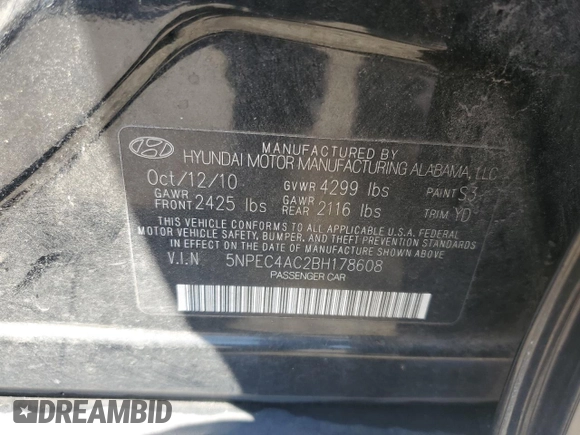 MANUFACTURED BY
HYUNDAI MOTOR MANUFACTURING ALABAMA, LLC
Oct/12/10 GVWR 4299 lbs PAINT S3
GAWR FRONT 2425 lbs GAWR REAR 2116 lbs TRIM YD
THIS VEHICLE CONFORMS TO ALL APPLICABLE U.S.A. FEDERAL
MOTOR VEHICLE SAFETY, BUMPER, AND THEFT PREVENTION STANDARDS
IN EFFECT ON THE DATE OF MANUFACTURE SHOWN ABOVE
V.I.N 5NPEC4AC2BH178608
PASSENGER CAR
DREAMBID